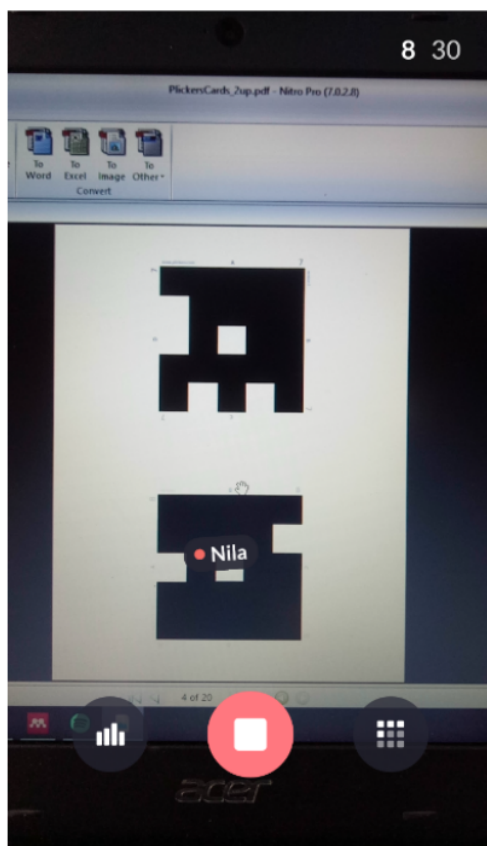 8 30
PlickersCards_2up.pdf - Nitro Pro (7.0.2.8)
To Word
To Excel
To Image
To Other
Convert
7
Nila
4 of 20
acer